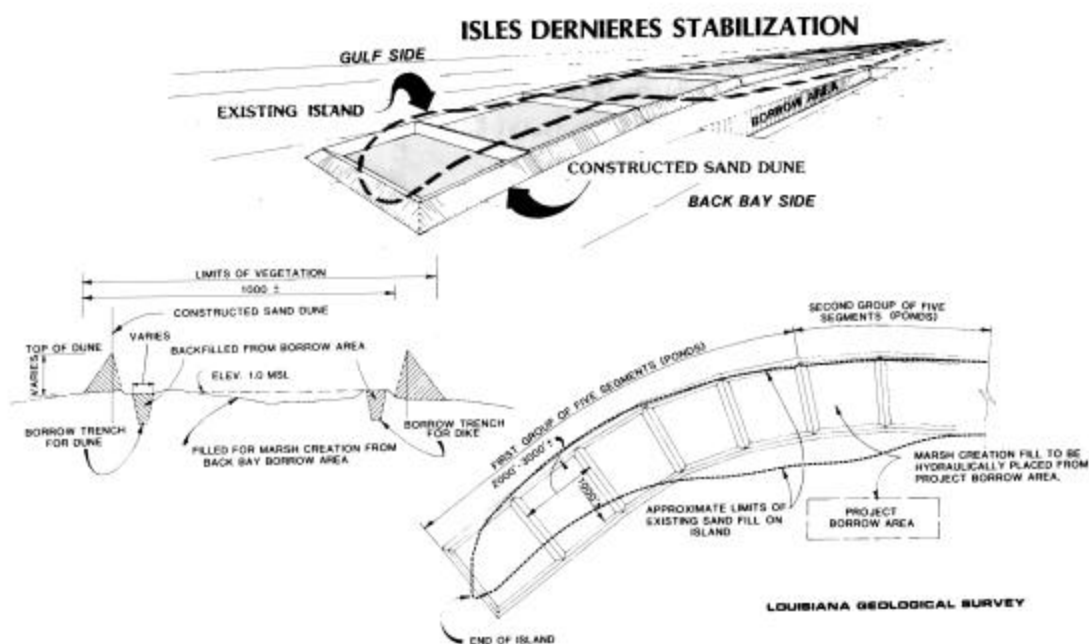 ISLES DERNIERES STABILIZATION
GULF SIDE
EXISTING ISLAND
BORROW AREA
CONSTRUCTED SAND DUNE
BACK BAY SIDE
LIMITS OF VEGETATION
1000 ±
CONSTRUCTED SAND DUNE
VARIES
TOP OF DUNE
BACKFILLED FROM BORROW AREA
VARIES
ELEV. 1.0 MSL
BORROW TRENCH
FOR DUNE
FILLED FOR MARSH CREATION FROM
BACK BAY BORROW AREA
BORROW TRENCH
FOR DIKE
SECOND GROUP OF FIVE
SEGMENTS (PONDS)
FIRST GROUP OF FIVE SEGMENTS (PONDS)
2000'-3000'±
1000'±
MARSH CREATION FILL TO BE
HYDRAULICALLY PLACED FROM
PROJECT BORROW AREA.
APPROXIMATE LIMITS OF
EXISTING SAND FILL ON
ISLAND
PROJECT
BORROW AREA
END OF ISLAND
LOUISIANA GEOLOGICAL SURVEY